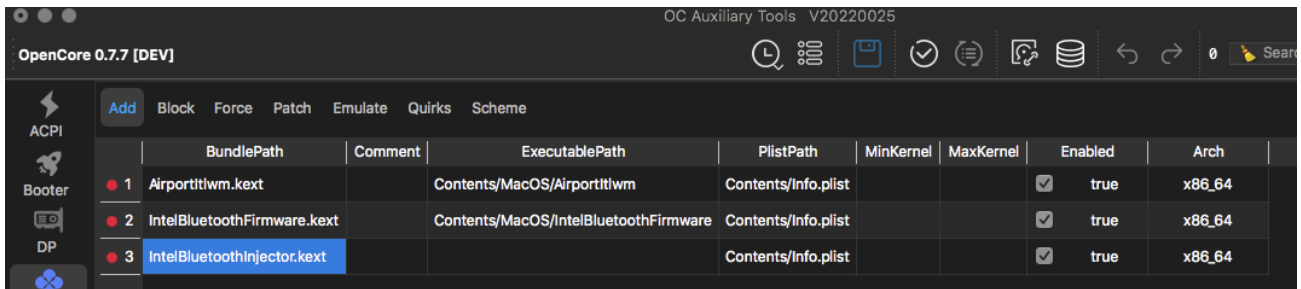 OC Auxiliary Tools V20220025
OpenCore 0.7.7 [DEV]
0 Searc
ACPI
Booter
DP
Add Block Force Patch Emulate Quirks Scheme
BundlePath Comment ExecutablePath PlistPath MinKernel MaxKernel Enabled Arch
1 AirportItlwm.kext Contents/MacOS/AirportItlwm Contents/Info.plist true x86_64
2 IntelBluetoothFirmware.kext Contents/MacOS/IntelBluetoothFirmware Contents/Info.plist true x86_64
3 IntelBluetoothInjector.kext Contents/Info.plist true x86_64